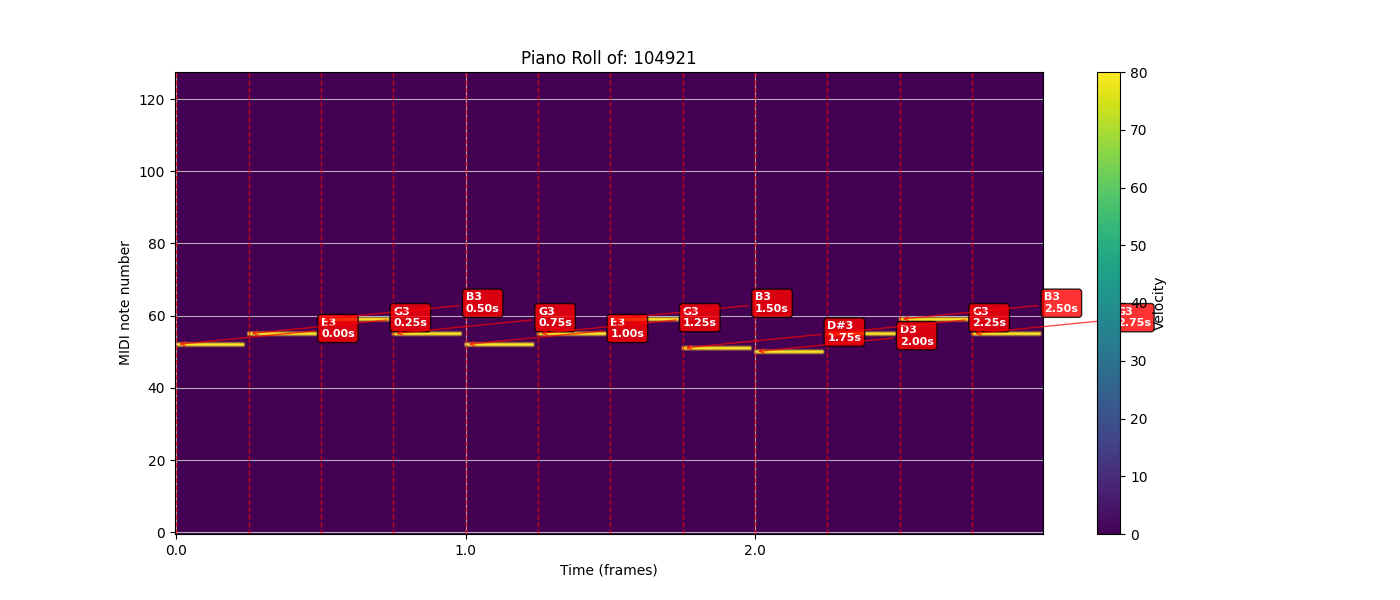 Piano Roll of: 104921
MIDI note number
120
100
80
60
40
20
0
E3
0.00s
G3
0.25s
B3
0.50s
G3
0.75s
E3
1.00s
G3
1.25s
B3
1.50s
D#3
1.75s
D3
2.00s
G3
2.25s
B3
2.50s
G3
2.75s
0.0
1.0
2.0
Time (frames)
80
70
60
50
40
30
20
10
0
Velocity